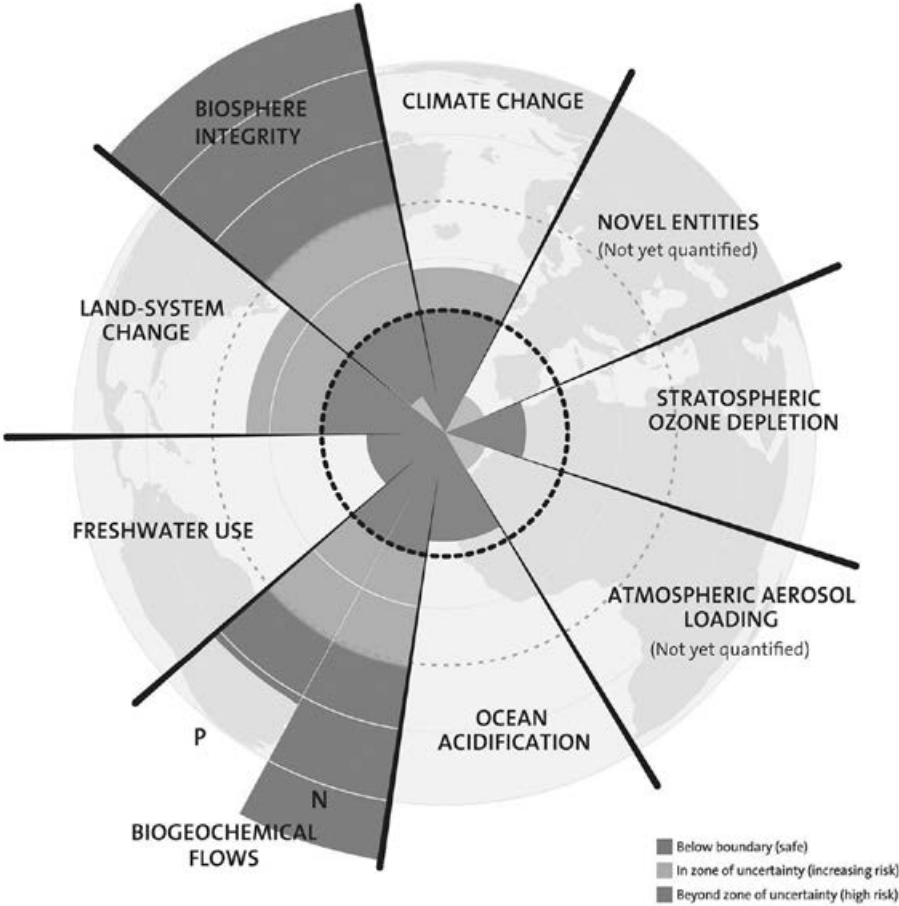 BIOSPHERE
INTEGRITY
CLIMATE CHANGE
NOVEL ENTITIES
(Not yet quantified)
LAND-SYSTEM
CHANGE
STRATOSPHERIC
OZONE DEPLETION
FRESHWATER USE
ATMOSPHERIC AEROSOL
LOADING
(Not yet quantified)
OCEAN
ACIDIFICATION
P
N
BIOGEOCHEMICAL
FLOWS
Below boundary (safe)
In zone of uncertainty (increasing risk)
Beyond zone of uncertainty (high risk)